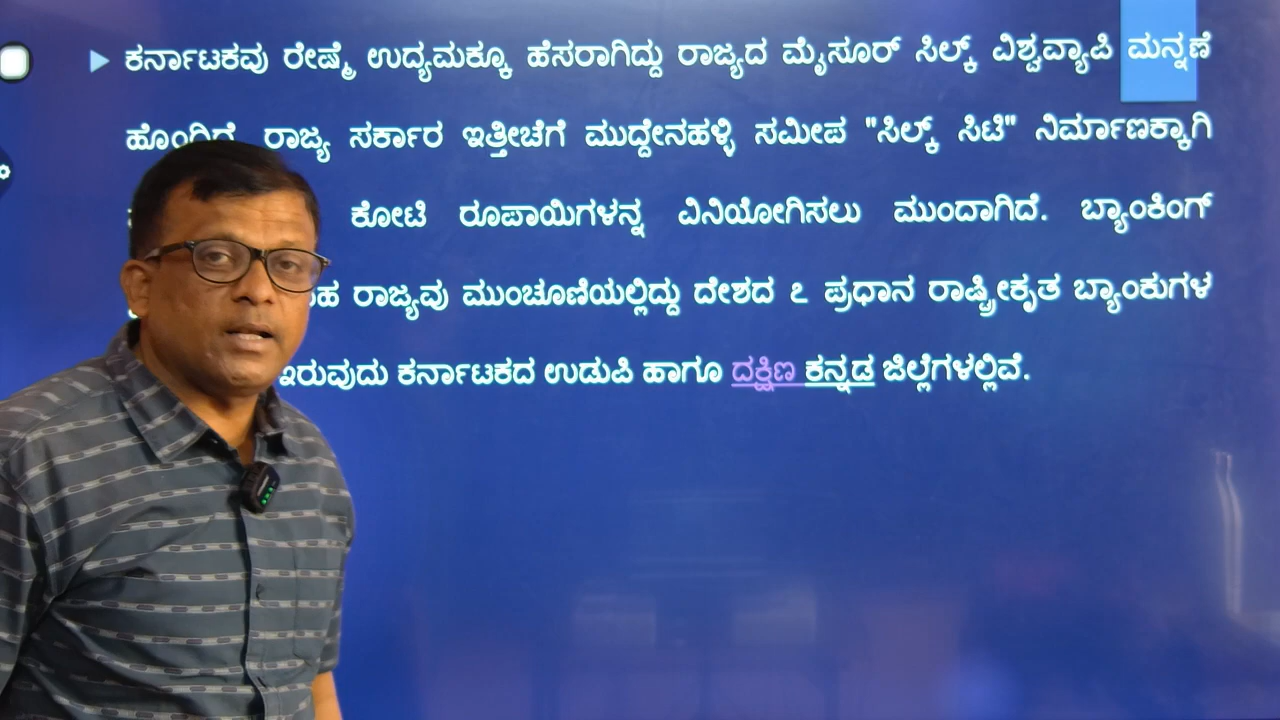 ಕರ್ನಾಟಕವು ರೇಷ್ಮೆ ಉದ್ಯಮಕ್ಕೂ ಹೆಸರಾಗಿದ್ದು ರಾಜ್ಯದ ಮೈಸೂರ್ ಸಿಲ್ಕ್ ವಿಶ್ವವ್ಯಾಪಿ ಮನ್ನಣೆ
ಹೊಂದಿದೆ. ರಾಜ್ಯ ಸರ್ಕಾರ ಇತ್ತೀಚೆಗೆ ಮುದ್ದೇನಹಳ್ಳಿ ಸಮೀಪ "ಸಿಲ್ಕ್ ಸಿಟಿ" ನಿರ್ಮಾಣಕ್ಕಾಗಿ
ಕೋಟಿ ರೂಪಾಯಿಗಳನ್ನ ವಿನಿಯೋಗಿಸಲು ಮುಂದಾಗಿದೆ. ಬ್ಯಾಂಕಿಂಗ್
ರಾಜ್ಯವು ಮುಂಚೂಣಿಯಲ್ಲಿದ್ದು ದೇಶದ ೭ ಪ್ರಧಾನ ರಾಷ್ಟ್ರೀಕೃತ ಬ್ಯಾಂಕುಗಳ
ಇರುವುದು ಕರ್ನಾಟಕದ ಉಡುಪಿ ಹಾಗೂ ದಕ್ಷಿಣ ಕನ್ನಡ ಜಿಲ್ಲೆಗಳಲ್ಲಿವೆ.